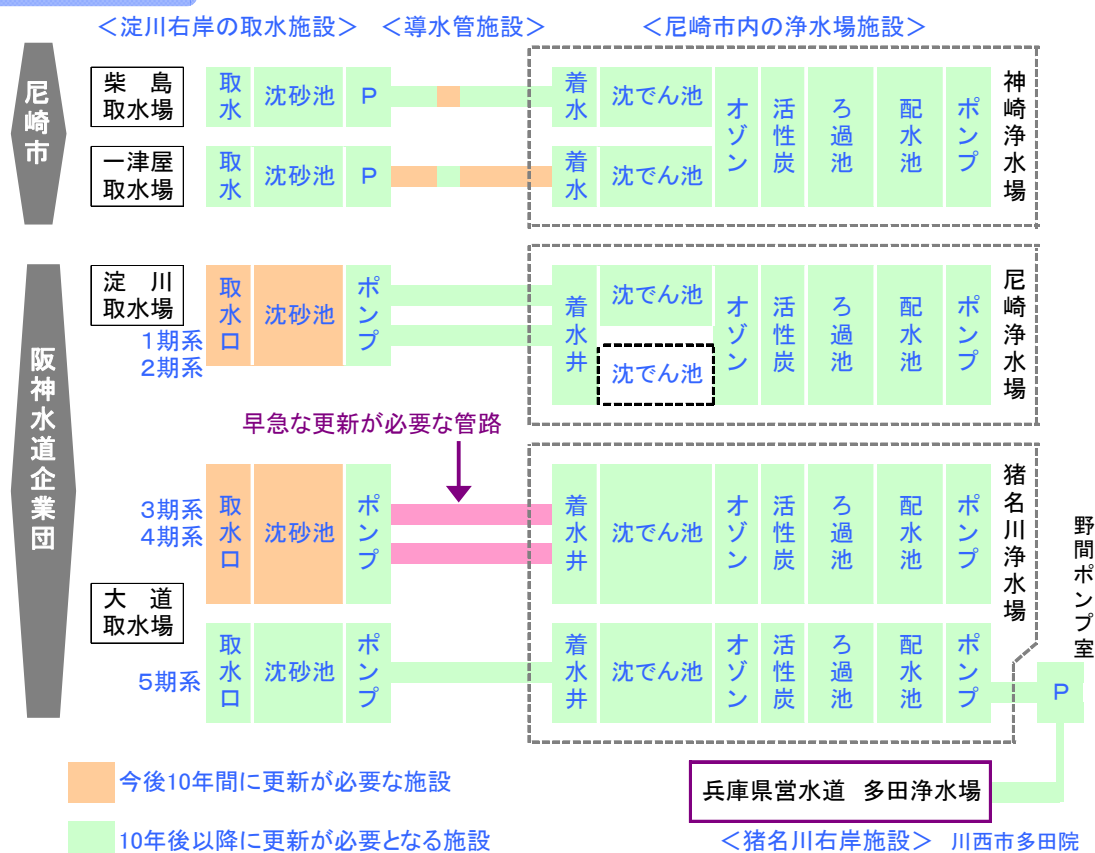 ＜淀川右岸の取水施設＞ ＜導水管施設＞ ＜尼崎市内の浄水場施設＞
尼崎市
柴島
取水場
取水
沈砂池
P
着水
沈でん池
一津屋
取水場
取水
沈砂池
P
着水
沈でん池
オゾン
活性炭
ろ過池
配水池
ポンプ
神崎浄水場
阪神水道企業団
淀川
取水場
1期系
2期系
取水口
沈砂池
ポンプ
着水井
沈でん池
沈でん池
オゾン
活性炭
ろ過池
配水池
ポンプ
尼崎浄水場
早急な更新が必要な管路
3期系
4期系
取水口
沈砂池
ポンプ
着水井
沈でん池
オゾン
活性炭
ろ過池
配水池
ポンプ
猪名川浄水場
大道
取水場
5期系
取水口
沈砂池
ポンプ
着水井
沈でん池
オゾン
活性炭
ろ過池
配水池
ポンプ
野間ポンプ室
P
今後10年間に更新が必要な施設
10年後以降に更新が必要となる施設
兵庫県営水道 多田浄水場
＜猪名川右岸施設＞ 川西市多田院